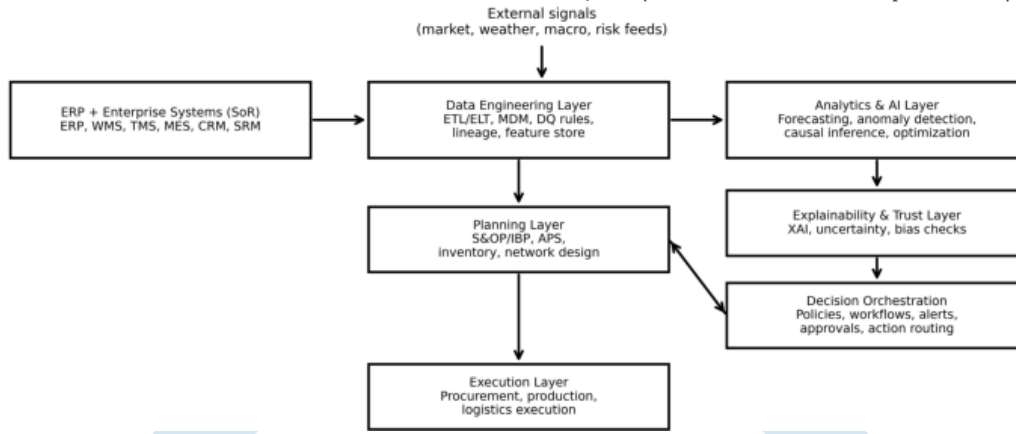 External signals
(market, weather, macro, risk feeds)
ERP + Enterprise Systems (SoR)
ERP, WMS, TMS, MES, CRM, SRM
Data Engineering Layer
ETL/ELT, MDM, DQ rules,
lineage, feature store
Analytics & AI Layer
Forecasting, anomaly detection,
causal inference, optimization
Planning Layer
S&OP/IBP, APS,
inventory, network design
Explainability & Trust Layer
XAI, uncertainty, bias checks
Decision Orchestration
Policies, workflows, alerts,
approvals, action routing
Execution Layer
Procurement, production,
logistics execution